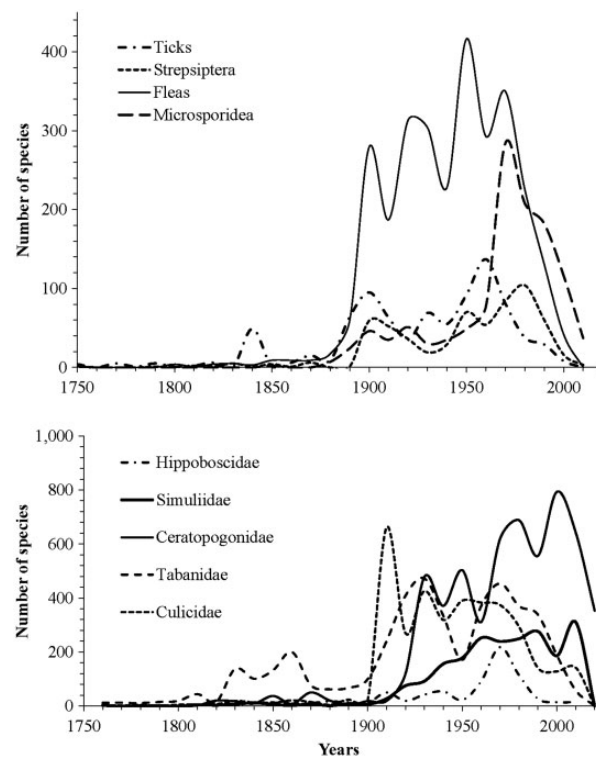 400
300
200
100
0
Number of species
Ticks
Strepsiptera
Fleas
Microsporidea
1750 1800 1850 1900 1950 2000
1,000
800
600
400
200
0
Number of species
Hippoboscidae
Simuliidae
Ceratopogonidae
Tabanidae
Culicidae
1750 1800 1850 1900 1950 2000
Years